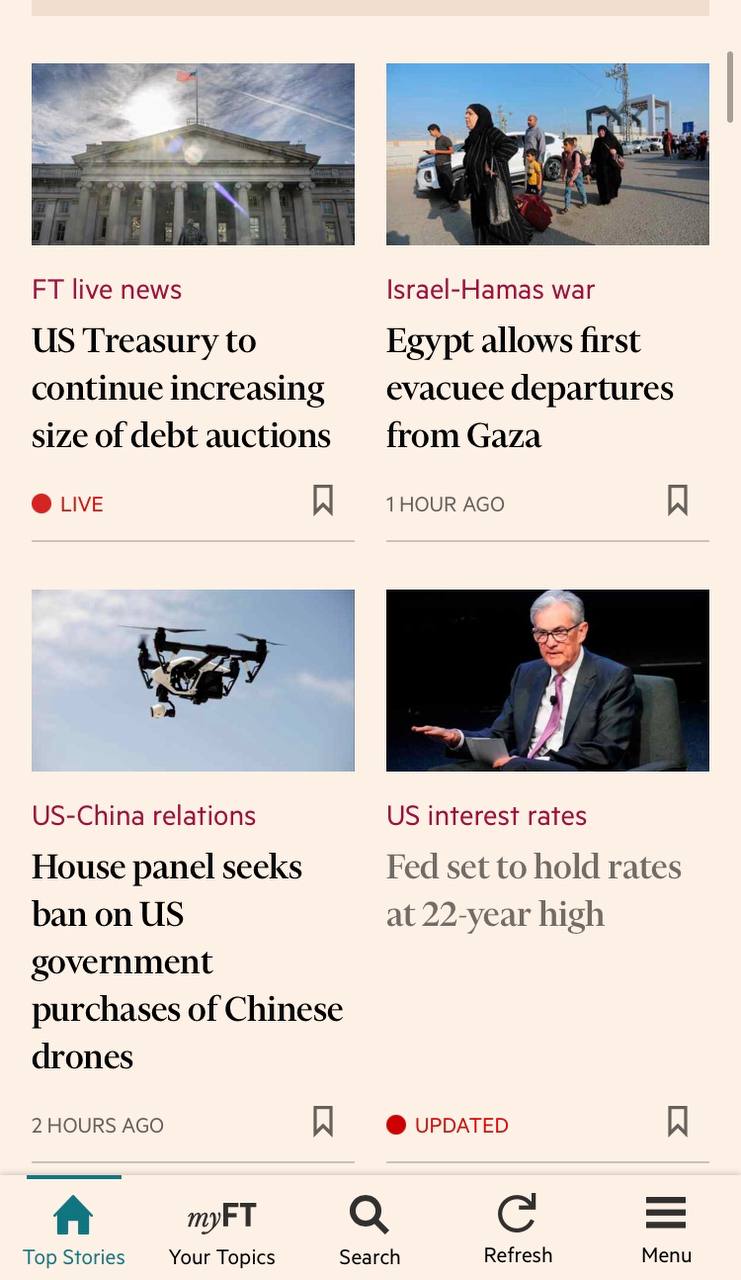 FT live news
US Treasury to
continue increasing
size of debt auctions
LIVE
Israel-Hamas war
Egypt allows first
evacuee departures
from Gaza
1 HOUR AGO
US-China relations
House panel seeks
ban on US
government
purchases of Chinese
drones
2 HOURS AGO
US interest rates
Fed set to hold rates
at 22-year high
UPDATED
myFT
Top Stories
Your Topics
Search
Refresh
Menu